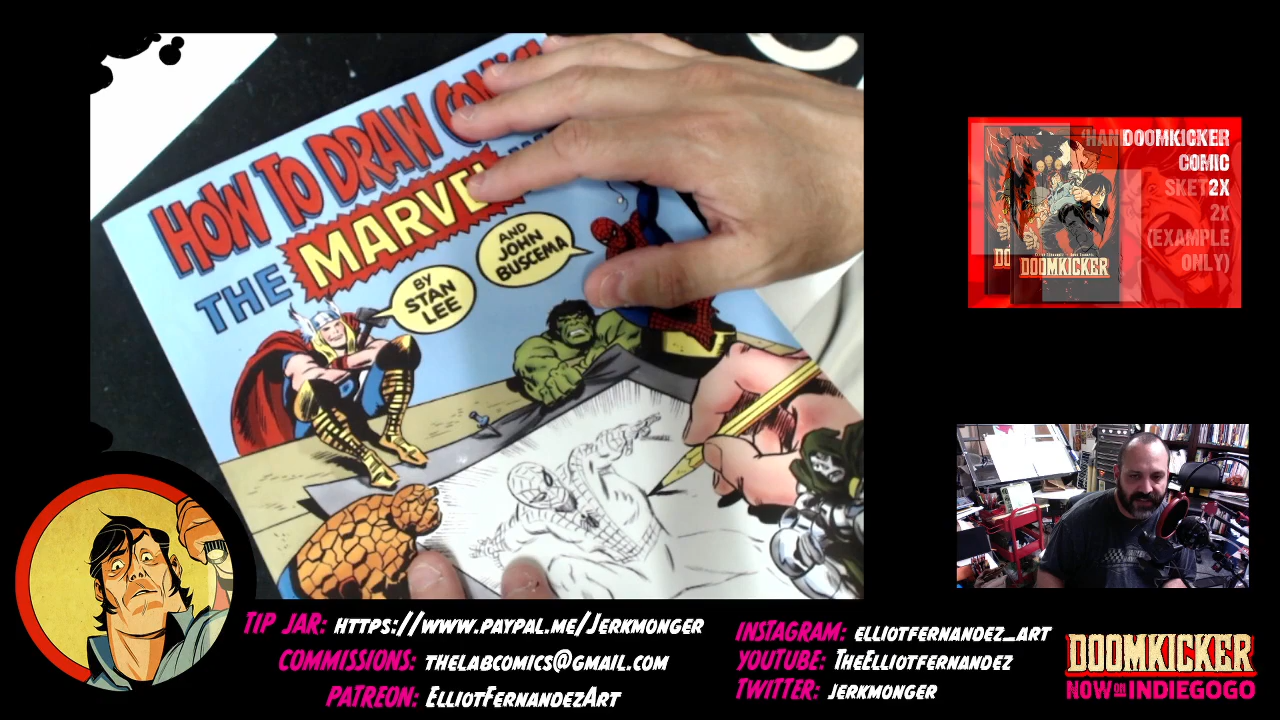 HOW TO DRAW
THE MARVEL
BY
STAN
LEE
AND
JOHN
BUSCEMA
DOOMKICKER
COMIC
SKET 2X
2X
(EXAMPLE
ONLY)
DOOMKICKER
TIP JAR: HTTPS://WWW.PAYPAL.ME/JERKMONGER
COMMISSIONS: THELABCOMICS@GMAIL.COM
PATREON: ELLIOTFERNANDEZART
INSTAGRAM: ELLIOTFERNANDEZ_ART
YOUTUBE: THEELLIOTFERNANDEZ
TWITTER: JERKMONGER
DOOMKICKER
NOW ON INDIEGOGO